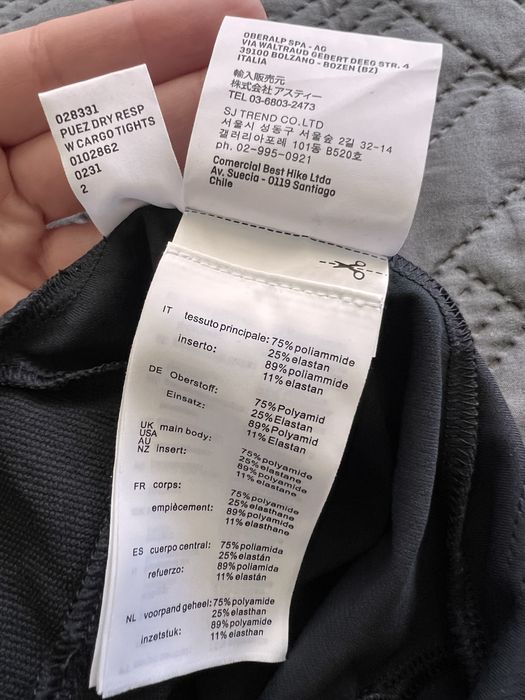 028331
PUEZ DRY RESP
W CARGO TIGHTS
0102862
0231
2
OBERALP SPA - AG
VIA WALTRAUD GEBERT DEEG STR. 4
39100 BOLZANO - BOZEN (BZ)
ITALIA
輸入販売元
株式会社 アスティー
TEL 03-6803-2473
SJ TREND CO.LTD
서울시 성동구 서울숲 2길 32-14
갤러리아포레 101동 B520호
ph. 02-995-0921
Comercial Best Hike Ltda
Av. Suecia - 0119 Santiago
Chile
IT tessuto principale: 75% poliammide
25% elastan
inserto: 89% poliammide
11% elastan
DE Oberstoff: 75% Polyamid
25% Elastan
Einsatz: 89% Polyamid
11% Elastan
UK
USA
AU
NZ
main body: 75% polyamide
25% elastane
insert: 89% polyamide
11% elastane
FR corps: 75% polyamide
25% elasthane
empiècement: 89% polyamide
11% elasthane
ES cuerpo central: 75% poliamida
25% elastán
refuerzo: 89% poliamida
11% elastán
NL voorpand geheel: 75% polyamide
25% elasthan
inzetstuk: 89% polyamide
11% elasthan